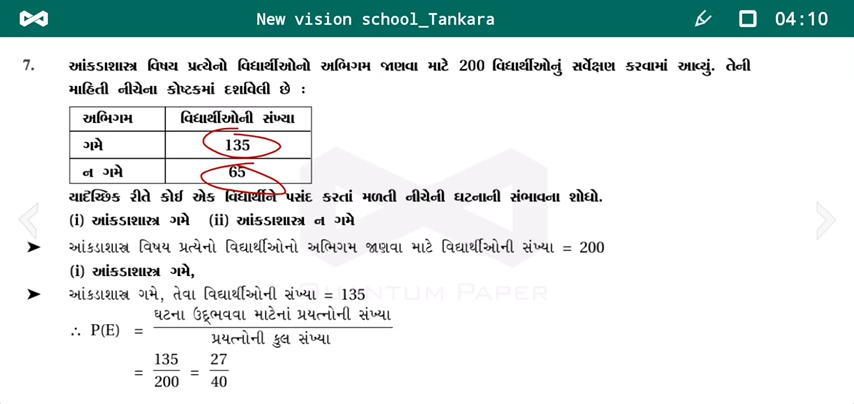 New vision school_Tankara
04:10
7. આંકડાશાસ્ત્ર વિષય પ્રત્યેનો વિદ્યાર્થીઓનો અભિગમ જાણવા માટે 200 વિદ્યાર્થીઓનું સર્વેક્ષણ કરવામાં આવ્યું. તેની
માહિતી નીચેના કોષ્ટકમાં દર્શાવેલી છે :
અભિગમ વિદ્યાર્થીઓની સંખ્યા
ગમે 135
ન ગમે 65
યાદૃચ્છિક રીતે કોઈ એક વિદ્યાર્થીને પસંદ કરતાં મળતી નીચેની ઘટનાની સંભાવના શોધો.
(i) આંકડાશાસ્ત્ર ગમે (ii) આંકડાશાસ્ત્ર ન ગમે
➤ આંકડાશાસ્ત્ર વિષય પ્રત્યેનો વિદ્યાર્થીઓનો અભિગમ જાણવા માટે વિદ્યાર્થીઓની સંખ્યા = 200
(i) આંકડાશાસ્ત્ર ગમે,
➤ આંકડાશાસ્ત્ર ગમે, તેવા વિદ્યાર્થીઓની સંખ્યા = 135
QUANTUM PAPER
∴ P(E) = ઘટના ઉદ્ભવવા માટેનાં પ્રયત્નોની સંખ્યા
પ્રયત્નોની કુલ સંખ્યા
= 135/200 = 27/40